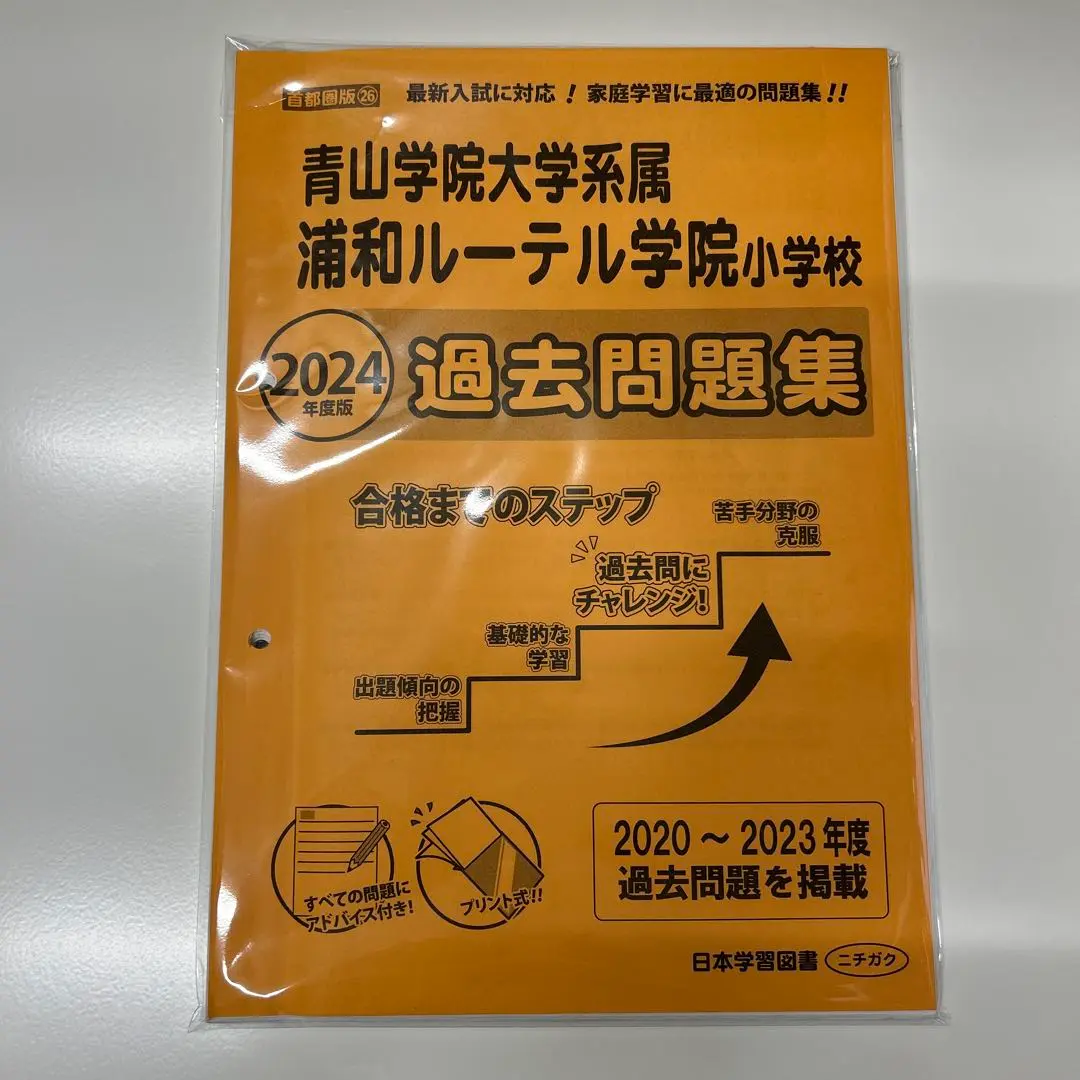 首都圏版㉖ 最新入試に対応！ 家庭学習に最適の問題集！！
青山学院大学系属
浦和ルーテル学院小学校
2024
年度版
過去問題集
合格までのステップ
苦手分野の
克服
過去問に
チャレンジ！
基礎的な
学習
出題傾向の
把握
すべての問題に
アドバイス付き！
プリント式！！
2020 ～ 2023 年度
過去問題を掲載
日本学習図書 ニチガク